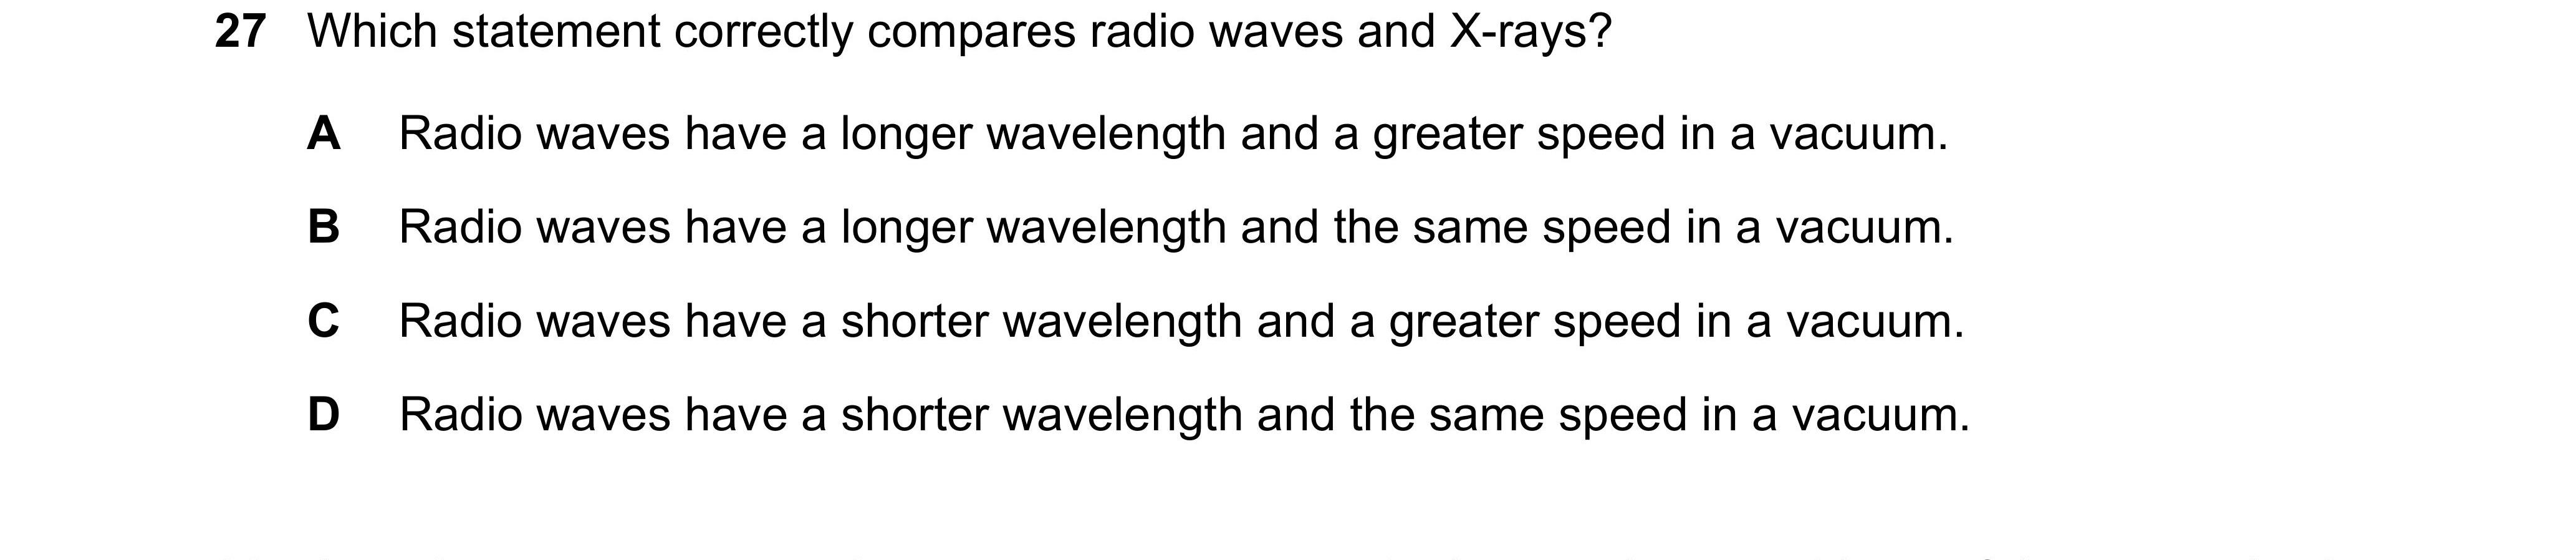 27 Which statement correctly compares radio waves and X-rays?
A Radio waves have a longer wavelength and a greater speed in a vacuum.
B Radio waves have a longer wavelength and the same speed in a vacuum.
C Radio waves have a shorter wavelength and a greater speed in a vacuum.
D Radio waves have a shorter wavelength and the same speed in a vacuum.